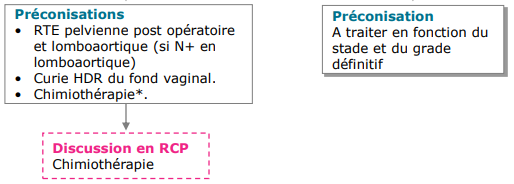 Préconisations
• RTE pelvienne post opératoire
et lomboaortique (si N+ en
lomboaortique)
• Curie HDR du fond vaginal.
• Chimiothérapie*.
Discussion en RCP
Chimiothérapie
Préconisation
A traiter en fonction du
stade et du grade
définitif